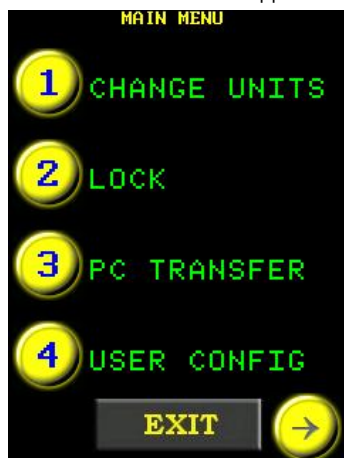 MAIN MENU
1 CHANGE UNITS
2 LOCK
3 PC TRANSFER
4 USER CONFIG
EXIT →